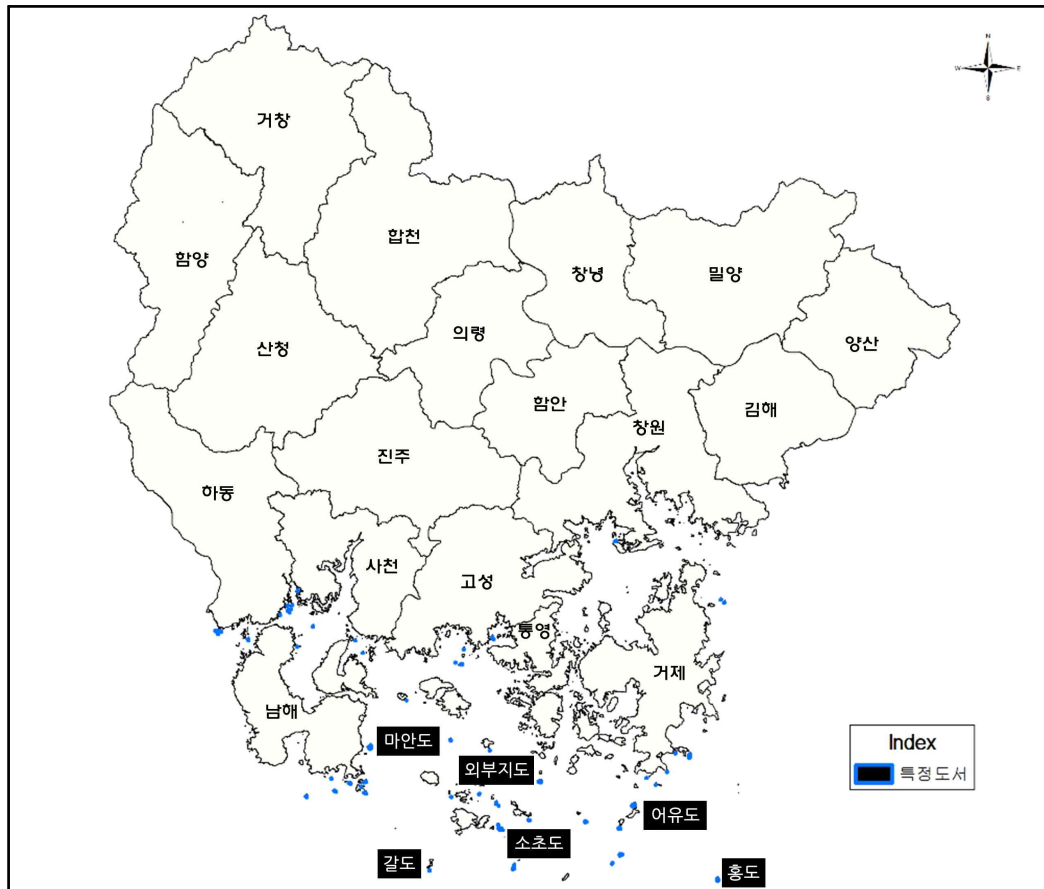 N
W
E
S
거창
함양
합천
창녕
밀양
산청
의령
양산
함안
김해
창원
진주
하동
사천
고성
통영
거제
남해
마안도
외부지도
Index
특정도서
어유도
소초도
갈도
홍도